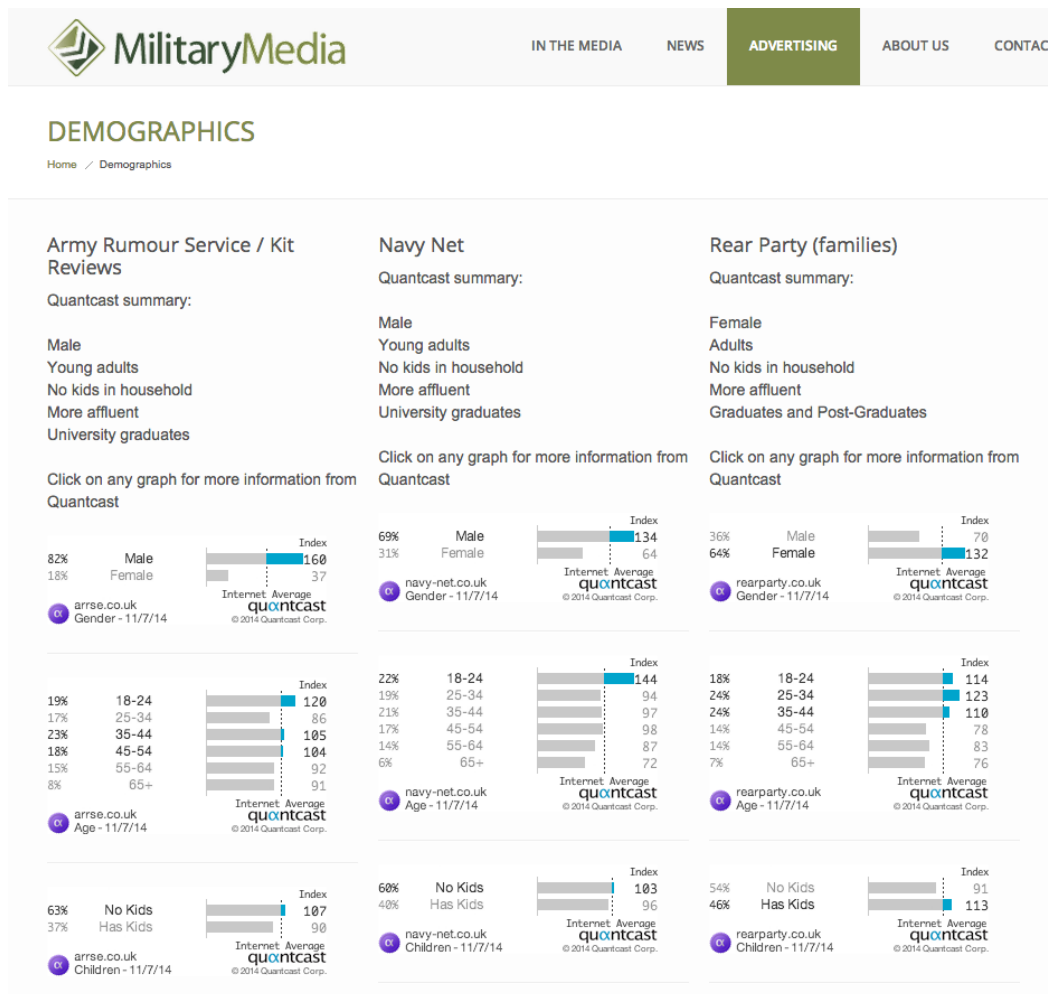 MilitaryMedia
IN THE MEDIA
NEWS
ADVERTISING
ABOUT US
CONTAC
DEMOGRAPHICS
Home / Demographics
Army Rumour Service / Kit
Reviews
Quantcast summary:
Male
Young adults
No kids in household
More affluent
University graduates
Click on any graph for more information from
Quantcast
Index
82% Male 160
18% Female 37
Internet Average
α arrse.co.uk quantcast
Gender - 11/7/14 © 2014 Quantcast Corp.
Index
19% 18-24 120
17% 25-34 86
23% 35-44 105
18% 45-54 104
15% 55-64 92
8% 65+ 91
Internet Average
α arrse.co.uk quantcast
Age - 11/7/14 © 2014 Quantcast Corp.
Index
63% No Kids 107
37% Has Kids 90
Internet Average
α arrse.co.uk quantcast
Children - 11/7/14 © 2014 Quantcast Corp.
Navy Net
Quantcast summary:
Male
Young adults
No kids in household
More affluent
University graduates
Click on any graph for more information from
Quantcast
Index
69% Male 134
31% Female 64
Internet Average
α navy-net.co.uk quantcast
Gender - 11/7/14 © 2014 Quantcast Corp.
Index
22% 18-24 144
19% 25-34 94
21% 35-44 97
17% 45-54 98
14% 55-64 87
6% 65+ 72
Internet Average
α navy-net.co.uk quantcast
Age - 11/7/14 © 2014 Quantcast Corp.
Index
60% No Kids 103
40% Has Kids 96
Internet Average
α navy-net.co.uk quantcast
Children - 11/7/14 © 2014 Quantcast Corp.
Rear Party (families)
Quantcast summary:
Female
Adults
No kids in household
More affluent
Graduates and Post-Graduates
Click on any graph for more information from
Quantcast
Index
36% Male 70
64% Female 132
Internet Average
α rearparty.co.uk quantcast
Gender - 11/7/14 © 2014 Quantcast Corp.
Index
18% 18-24 114
24% 25-34 123
24% 35-44 110
14% 45-54 78
14% 55-64 83
7% 65+ 76
Internet Average
α rearparty.co.uk quantcast
Age - 11/7/14 © 2014 Quantcast Corp.
Index
54% No Kids 91
46% Has Kids 113
Internet Average
α rearparty.co.uk quantcast
Children - 11/7/14 © 2014 Quantcast Corp.